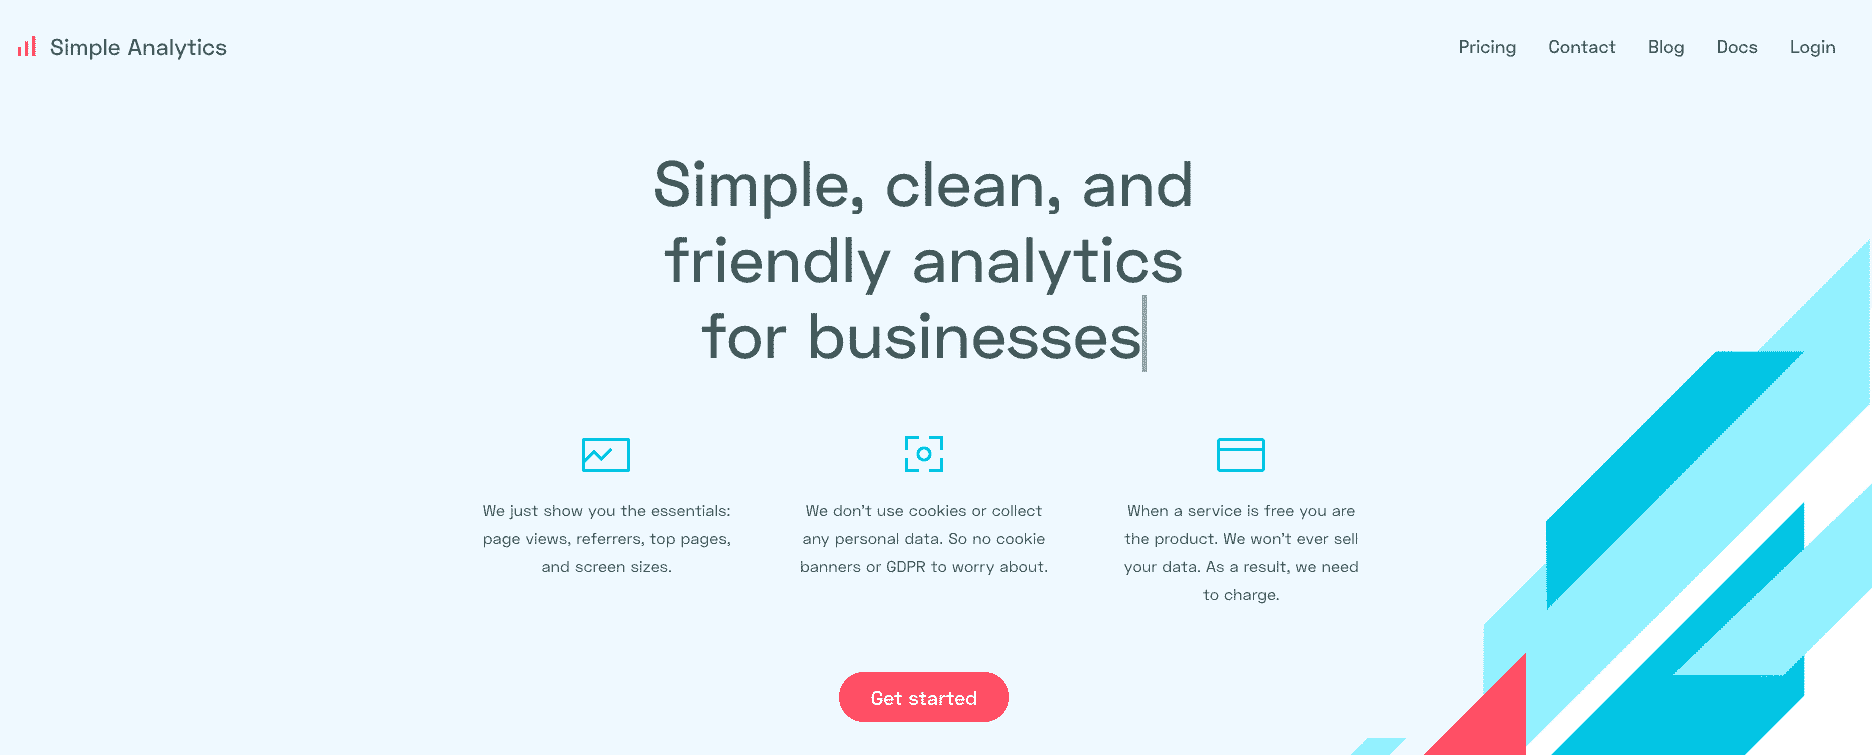 Simple Analytics
Pricing Contact Blog Docs Login
Simple, clean, and
friendly analytics
for businesses
We just show you the essentials:
page views, referrers, top pages,
and screen sizes.
We don't use cookies or collect
any personal data. So no cookie
banners or GDPR to worry about.
When a service is free you are
the product. We won't ever sell
your data. As a result, we need
to charge.
Get started